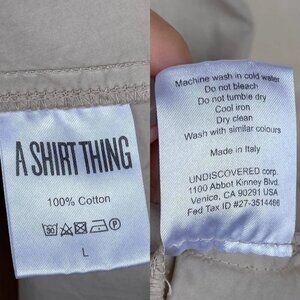 A SHIRT THING
100% Cotton
30
P
L
Machine wash in cold water
Do not bleach
Do not tumble dry
Cool iron
Dry clean
Wash with similar colours
Made in Italy
UNDISCOVERED corp.
1100 Abbot Kinney Blvd.
Venice, CA 90291 USA
Fed Tax ID #27-3514466